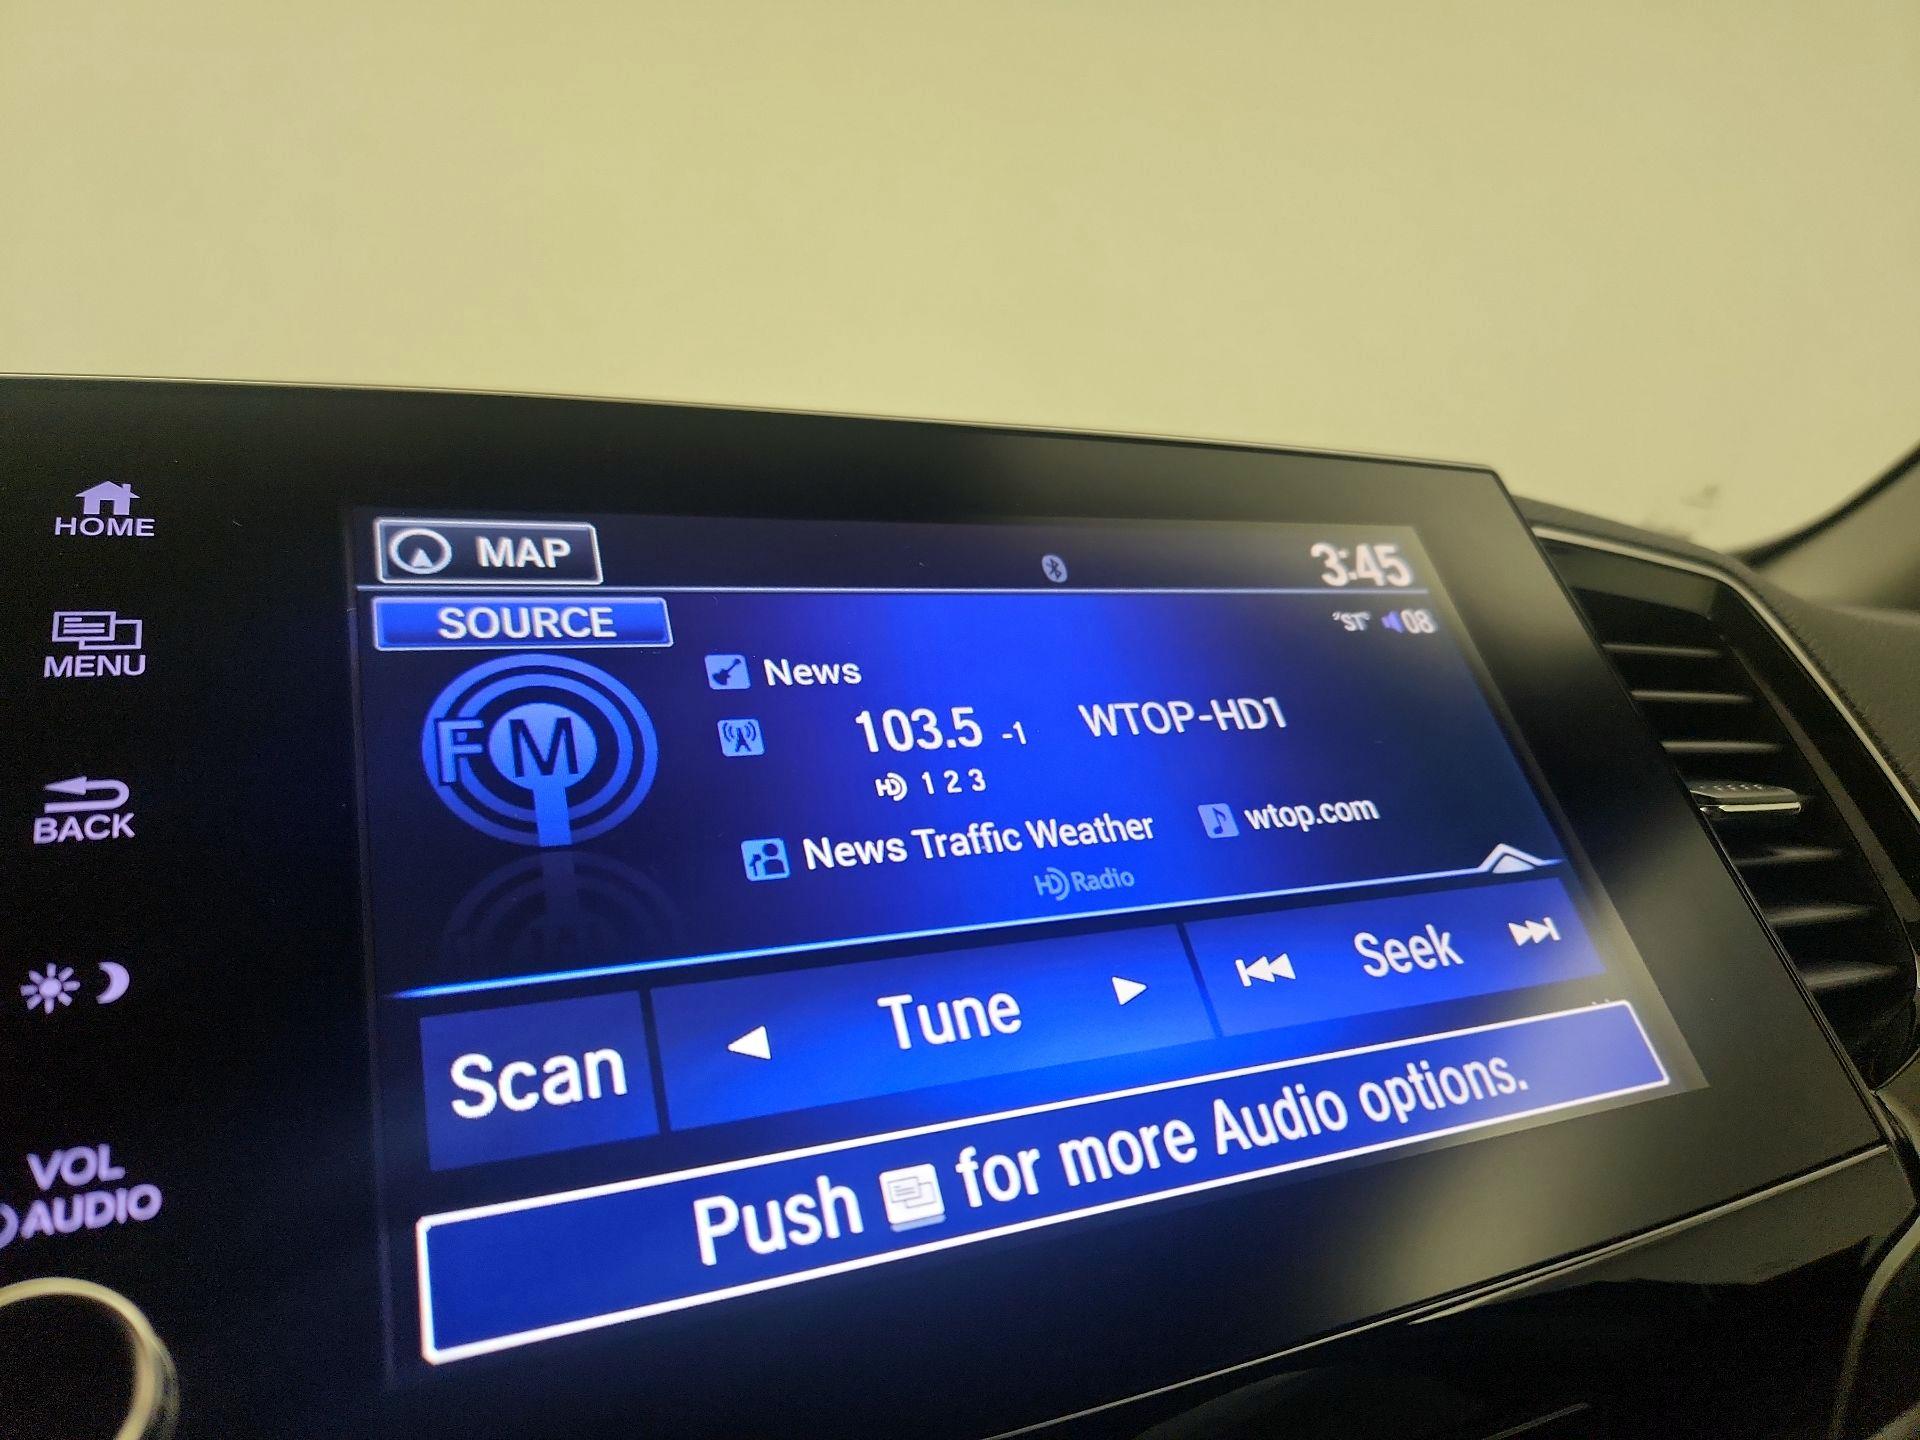 HOME
MENU
BACK
VOL
AUDIO
MAP
3:45
SOURCE
"ST" 08
FM
News
103.5 -1 WTOP-HD1
HD 1 2 3
News Traffic Weather wtop.com
HD Radio
Scan Tune Seek
Push for more Audio options.